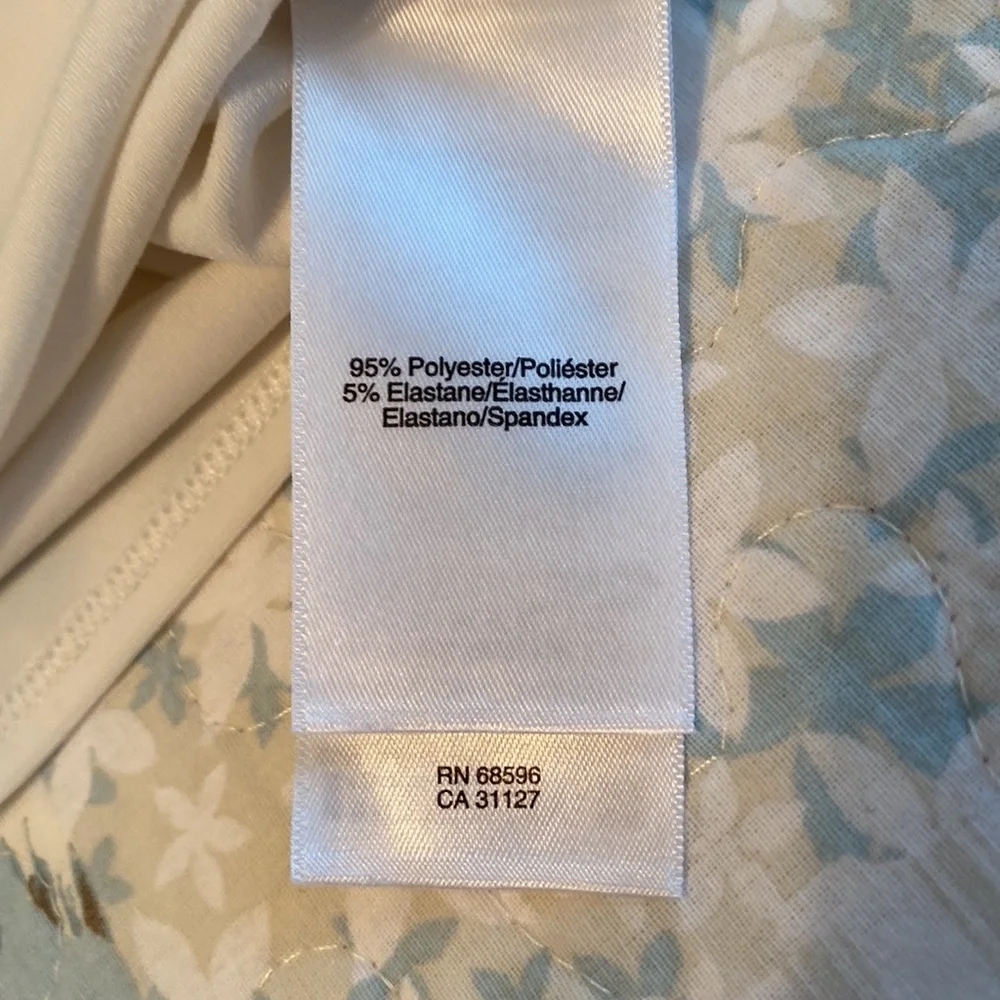 95% Polyester/Poliéster
5% Elastane/Élasthanne/
Elastano/Spandex
RN 68596
CA 31127